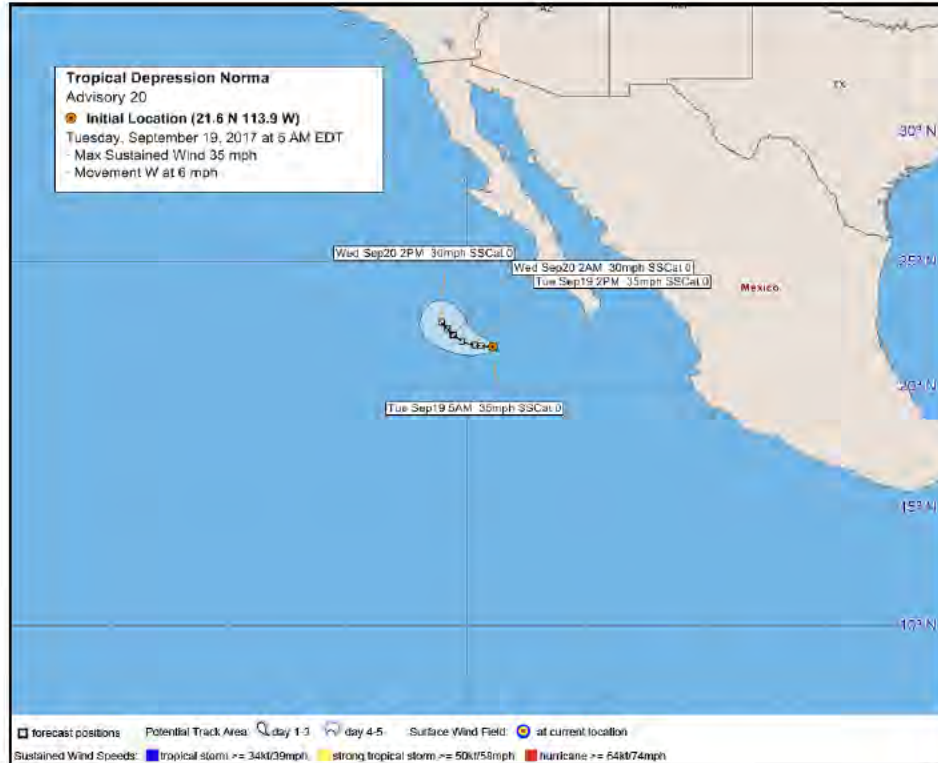 AZ
TX
Tropical Depression Norma
Advisory 20
Initial Location (21.6 N 113.9 W)
Tuesday, September 19, 2017 at 5 AM EDT
- Max Sustained Wind 35 mph
- Movement W at 6 mph
30° N
Wed Sep20 2PM 30mph SSCat 0
25° N
Wed Sep20 2AM 30mph SSCat 0
Tue Sep19 2PM 35mph SSCat 0
Mexico
20° N
Tue Sep19 5AM 35mph SSCat 0
15° N
10° N
forecast positions Potential Track Area: day 1-3 day 4-5 Surface Wind Field: at current location
Sustained Wind Speeds: tropical storm >= 34kt/39mph, strong tropical storm >= 50kt/58mph hurricane >= 64kt/74mph